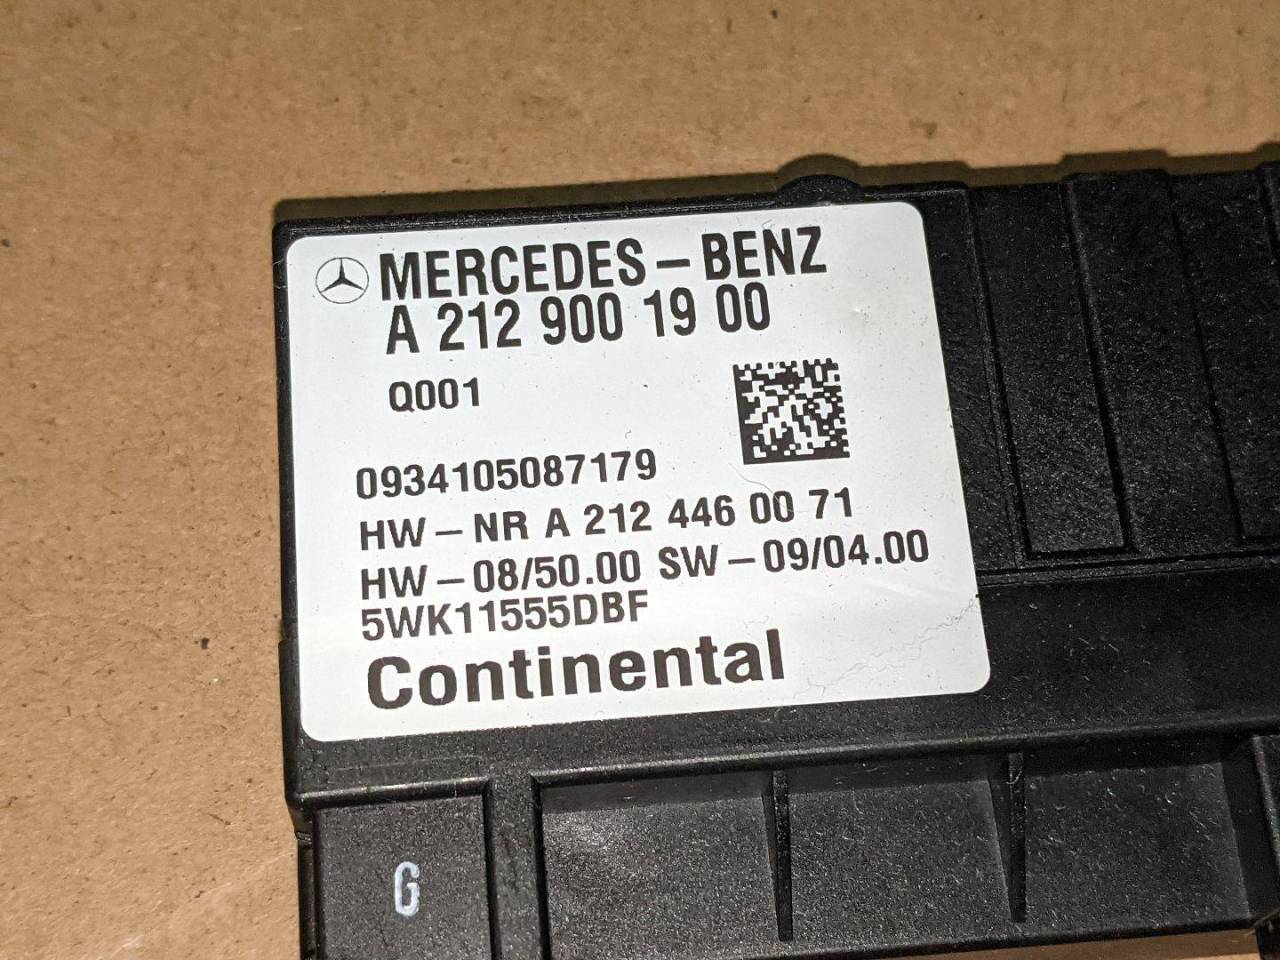 MERCEDES-BENZ
A 212 900 19 00
Q001
0934105087179
HW-NR A 212 446 00 71
HW-08/50.00 SW-09/04.00
5WK11555DBF
Continental
G